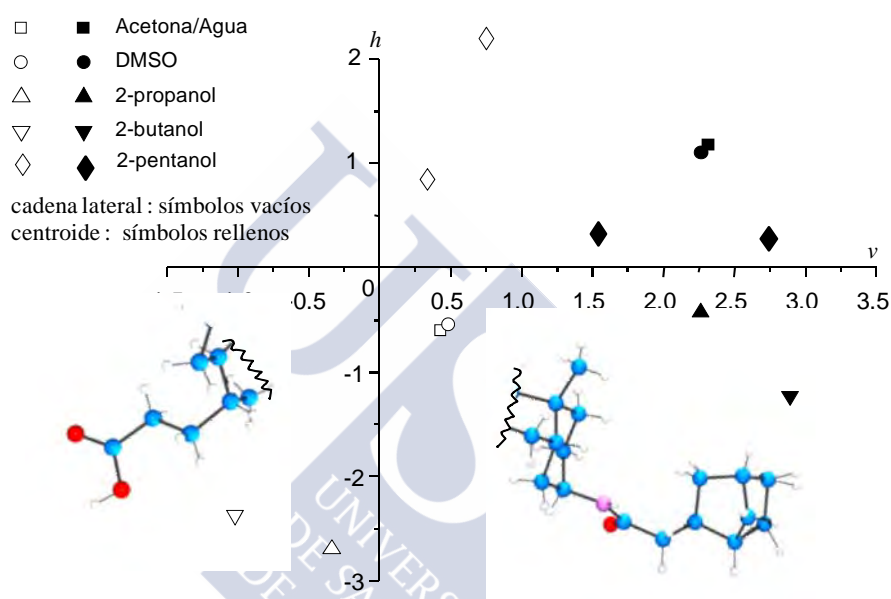 Acetona/Agua
DMSO
2-propanol
2-butanol
2-pentanol
cadena lateral : símbolos vacíos
centroide : símbolos rellenos
h
v
2
1
0
-1
-2
-3
-0.5
0.5
1.0
1.5
2.0
2.5
3.0
3.5